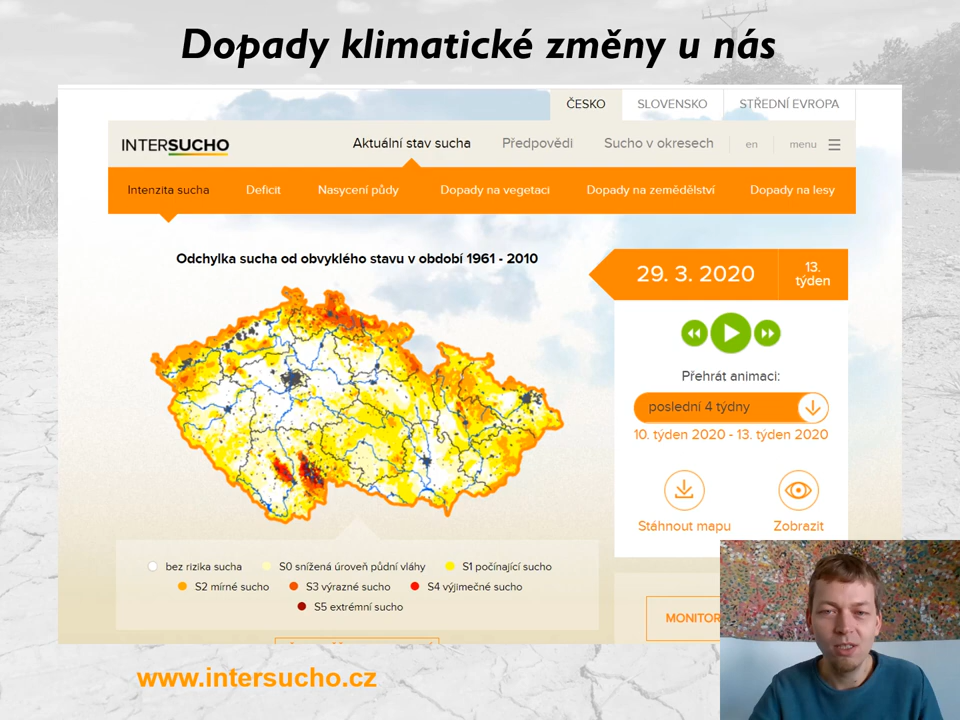 Dopady klimatické změny u nás
ČESKO SLOVENSKO STŘEDNÍ EVROPA
INTERSUCHO Aktuální stav sucha Předpovědi Sucho v okresech en menu
Intenzita sucha Deficit Nasycení půdy Dopady na vegetaci Dopady na zemědělství Dopady na lesy
Odchylka sucha od obvyklého stavu v období 1961 - 2010
29. 3. 2020 13. týden
Přehrát animaci:
poslední 4 týdny
10. týden 2020 - 13. týden 2020
Stáhnout mapu Zobrazit
bez rizika sucha S0 snížená úroveň půdní vláhy S1 počínající sucho
S2 mírné sucho S3 výrazné sucho S4 výjimečné sucho
S5 extrémní sucho
MONITOR
www.intersucho.cz